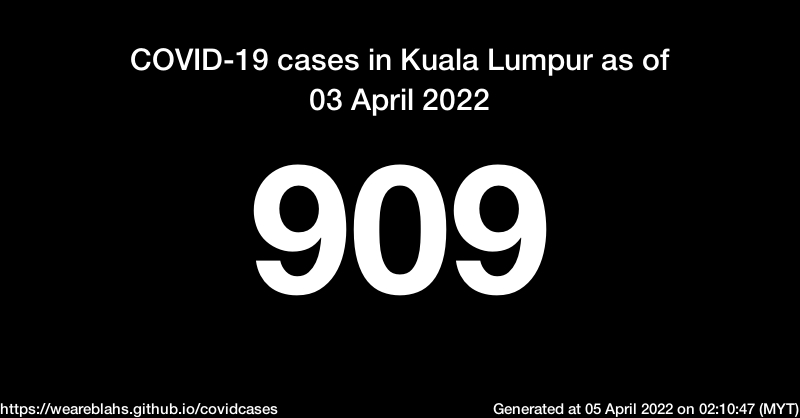 COVID-19 cases in Kuala Lumpur as of
03 April 2022
909
https://weareblahs.github.io/covidcases
Generated at 05 April 2022 on 02:10:47 (MYT)